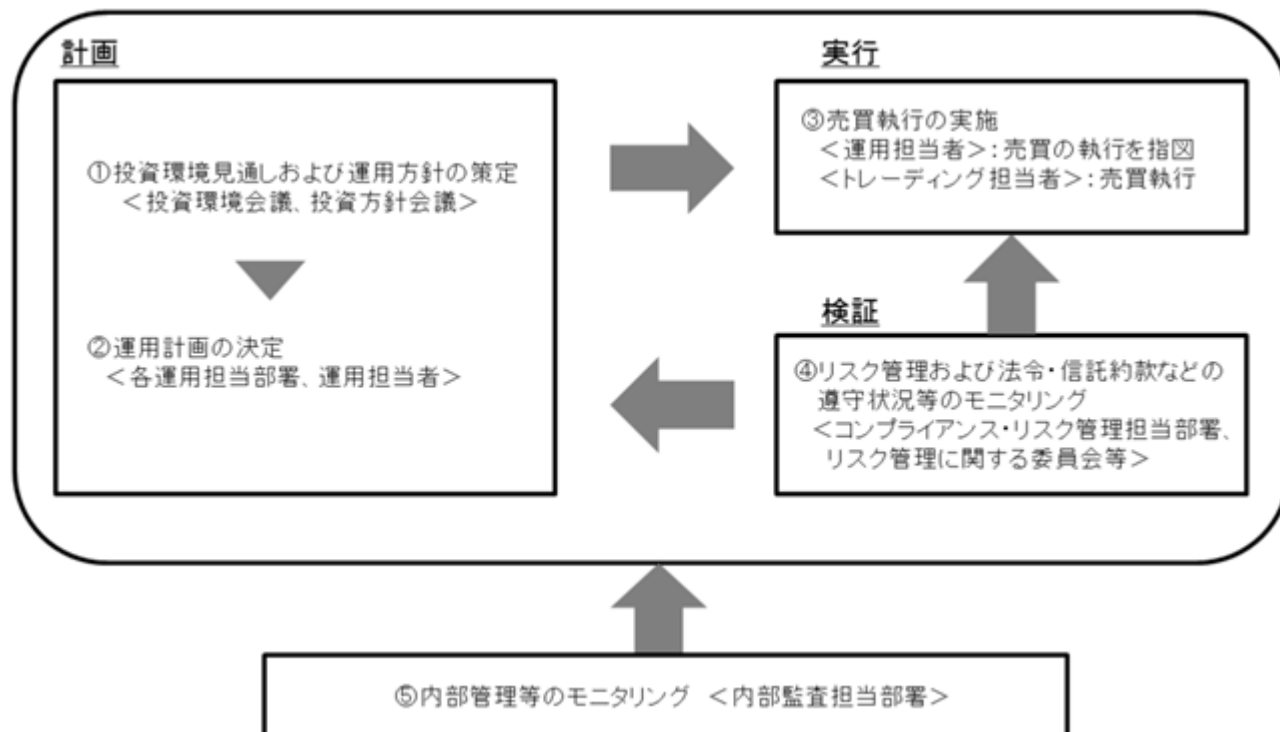 計画
①投資環境見通しおよび運用方針の策定
＜投資環境会議、投資方針会議＞
②運用計画の決定
＜各運用担当部署、運用担当者＞
実行
③売買執行の実施
＜運用担当者＞：売買の執行を指図
＜トレーディング担当者＞：売買執行
検証
④リスク管理および法令・信託約款などの
遵守状況等のモニタリング
＜コンプライアンス・リスク管理担当部署、
リスク管理に関する委員会等＞
⑤内部管理等のモニタリング ＜内部監査担当部署＞